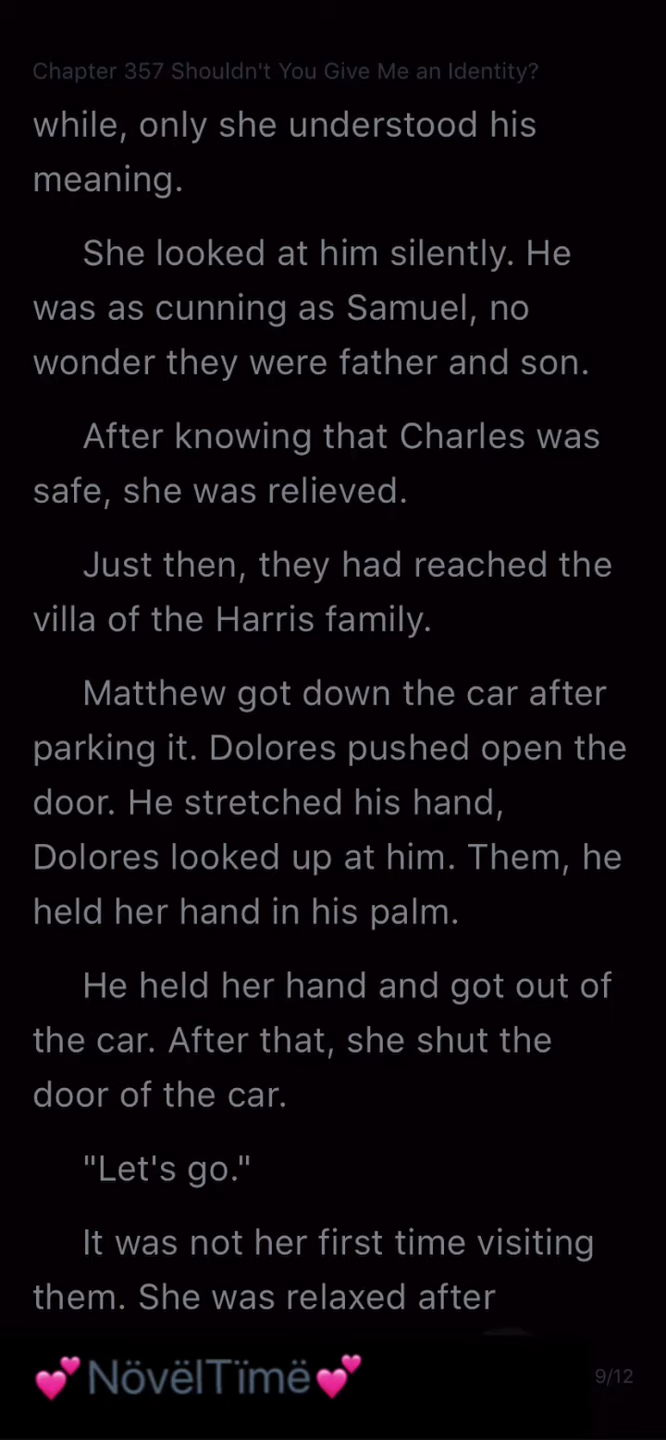 Chapter 357 Shouldn't You Give Me an Identity?
while, only she understood his
meaning.
She looked at him silently. He
was as cunning as Samuel, no
wonder they were father and son.
After knowing that Charles was
safe, she was relieved.
Just then, they had reached the
villa of the Harris family.
Matthew got down the car after
parking it. Dolores pushed open the
door. He stretched his hand,
Dolores looked up at him. Them, he
held her hand in his palm.
He held her hand and got out of
the car. After that, she shut the
door of the car.
"Let's go."
It was not her first time visiting
them. She was relaxed after
💕NövëlTïmë💕
9/12